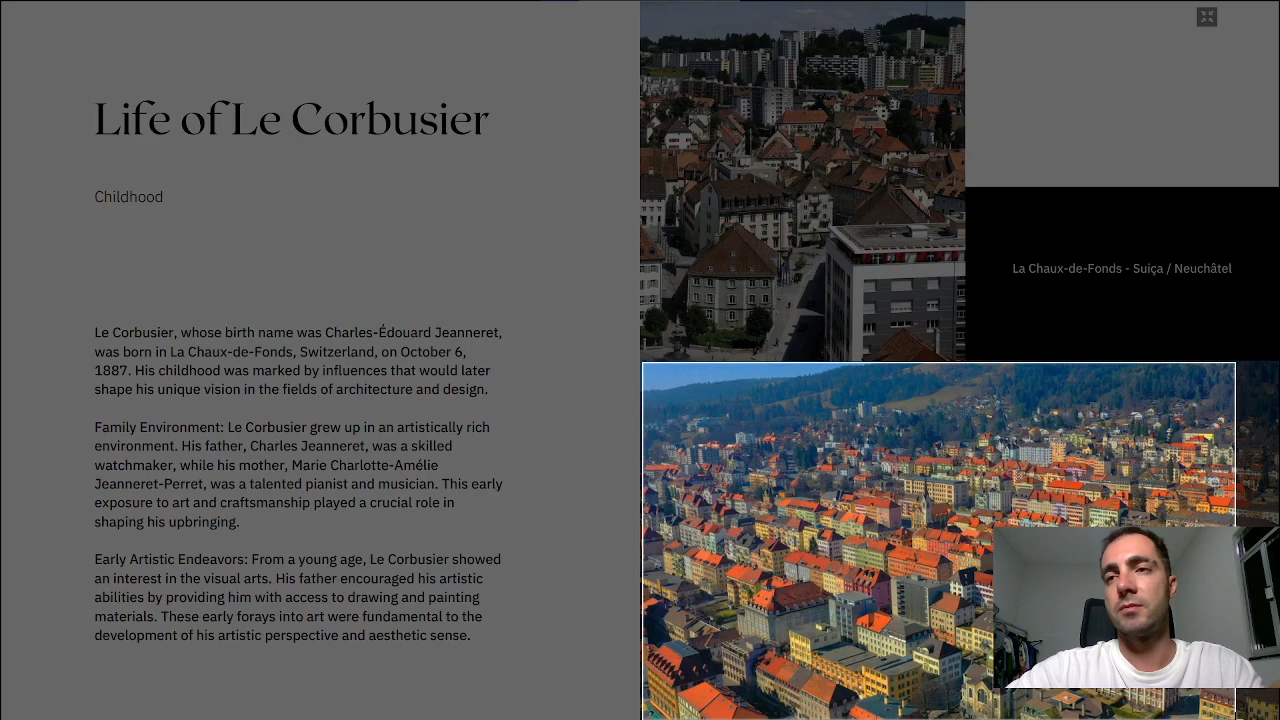 Life of Le Corbusier
Childhood
Le Corbusier, whose birth name was Charles-Édouard Jeanneret,
was born in La Chaux-de-Fonds, Switzerland, on October 6,
1887. His childhood was marked by influences that would later
shape his unique vision in the fields of architecture and design.
Family Environment: Le Corbusier grew up in an artistically rich
environment. His father, Charles Jeanneret, was a skilled
watchmaker, while his mother, Marie Charlotte-Amélie
Jeanneret-Perret, was a talented pianist and musician. This early
exposure to art and craftsmanship played a crucial role in
shaping his upbringing.
Early Artistic Endeavors: From a young age, Le Corbusier showed
an interest in the visual arts. His father encouraged his artistic
abilities by providing him with access to drawing and painting
materials. These early forays into art were fundamental to the
development of his artistic perspective and aesthetic sense.
La Chaux-de-Fonds - Suiça / Neuchâtel